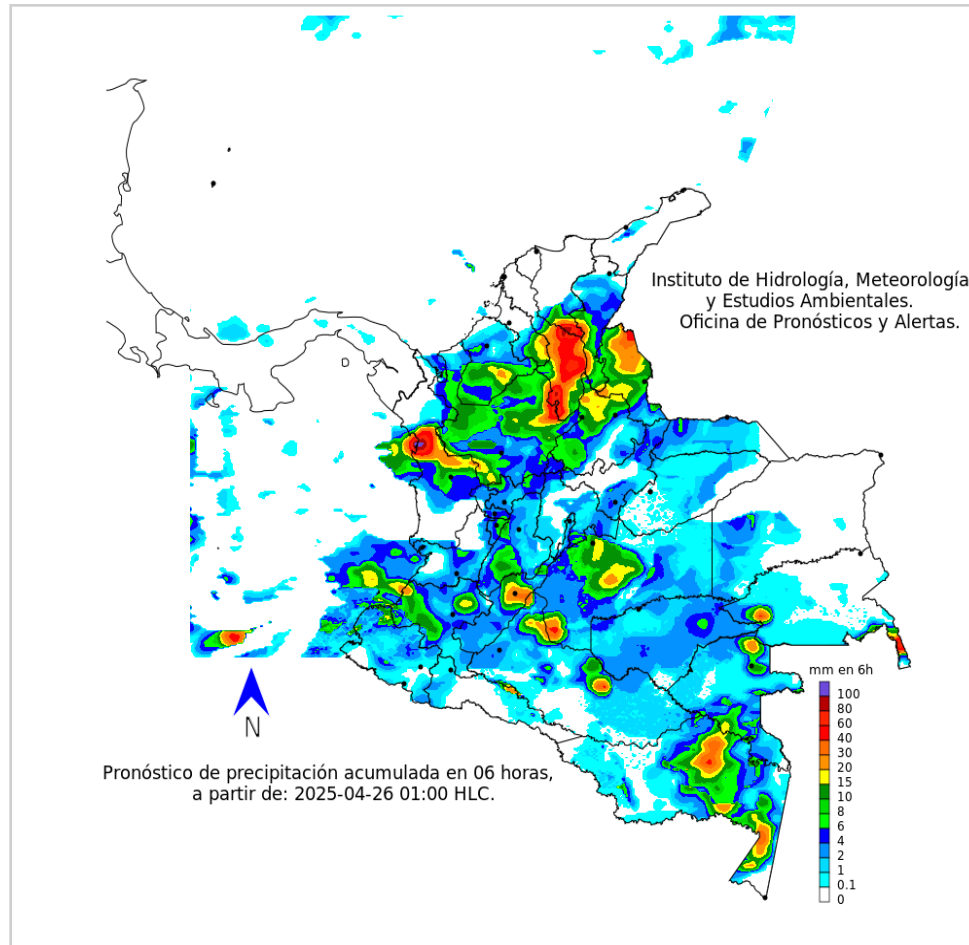 Instituto de Hidrología, Meteorología
y Estudios Ambientales.
Oficina de Pronósticos y Alertas.
mm en 6h
100
80
60
40
30
20
15
10
8
6
4
2
1
0.1
0
N
Pronóstico de precipitación acumulada en 06 horas,
a partir de: 2025-04-26 01:00 HLC.